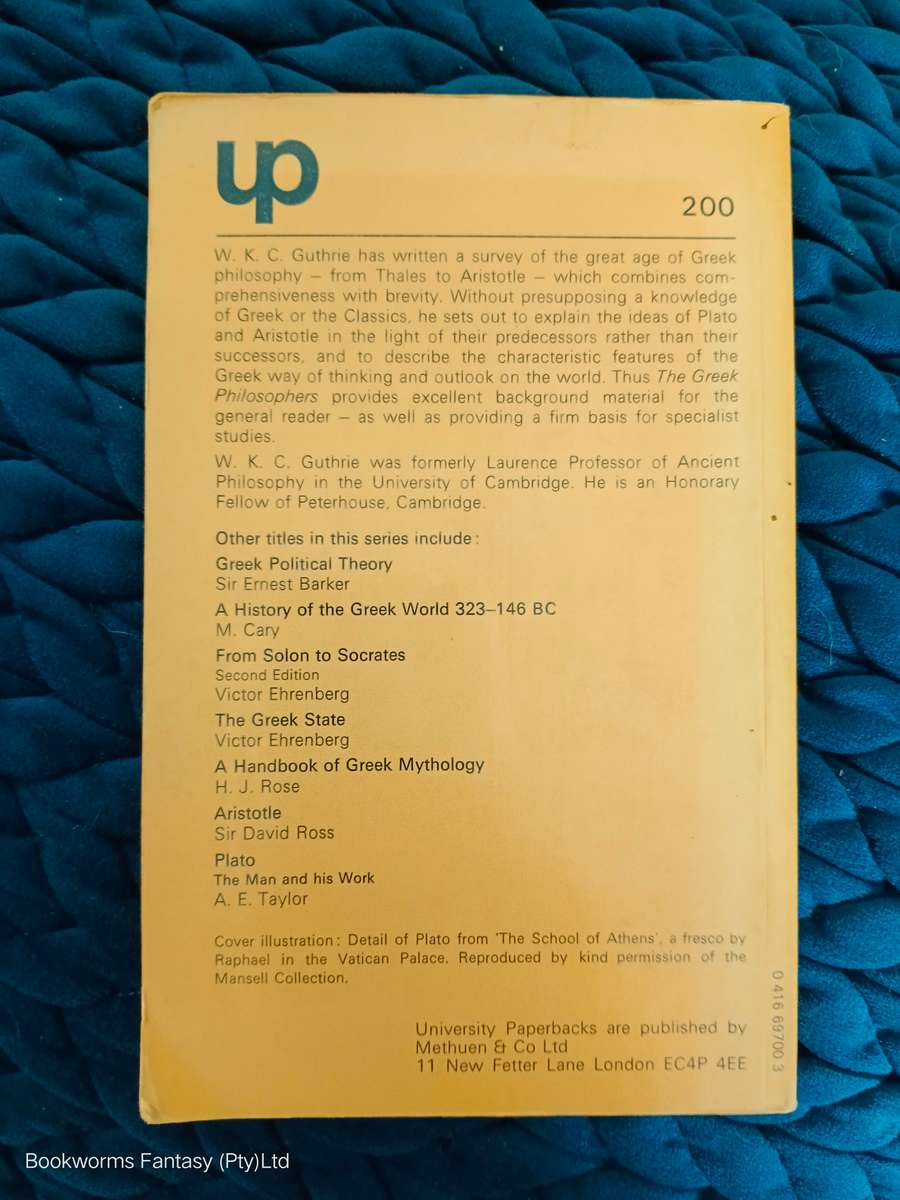 up
200
W. K. C. Guthrie has written a survey of the great age of Greek
philosophy – from Thales to Aristotle – which combines com-
prehensiveness with brevity. Without presupposing a knowledge
of Greek or the Classics, he sets out to explain the ideas of Plato
and Aristotle in the light of their predecessors rather than their
successors, and to describe the characteristic features of the
Greek way of thinking and outlook on the world. Thus The Greek
Philosophers provides excellent background material for the
general reader – as well as providing a firm basis for specialist
studies.
W. K. C. Guthrie was formerly Laurence Professor of Ancient
Philosophy in the University of Cambridge. He is an Honorary
Fellow of Peterhouse, Cambridge.
Other titles in this series include:
Greek Political Theory
Sir Ernest Barker
A History of the Greek World 323–146 BC
M. Cary
From Solon to Socrates
Second Edition
Victor Ehrenberg
The Greek State
Victor Ehrenberg
A Handbook of Greek Mythology
H. J. Rose
Aristotle
Sir David Ross
Plato
The Man and his Work
A. E. Taylor
Cover illustration: Detail of Plato from 'The School of Athens', a fresco by
Raphael in the Vatican Palace. Reproduced by kind permission of the
Mansell Collection.
University Paperbacks are published by
Methuen & Co Ltd
11 New Fetter Lane London EC4P 4EE
0 416 69700 3
Bookworms Fantasy (Pty)Ltd